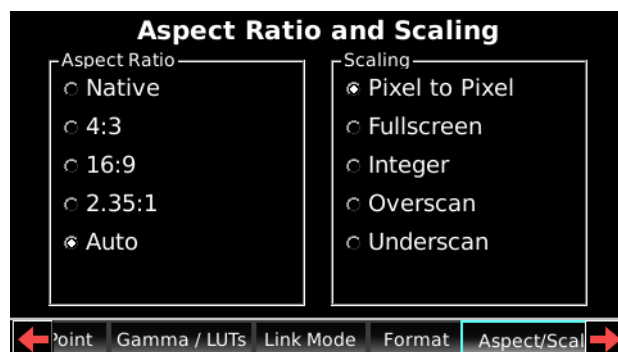 Aspect Ratio and Scaling
Aspect Ratio
Native
4:3
16:9
2.35:1
Auto
Scaling
Pixel to Pixel
Fullscreen
Integer
Overscan
Underscan
Point Gamma / LUTs Link Mode Format Aspect/Scal